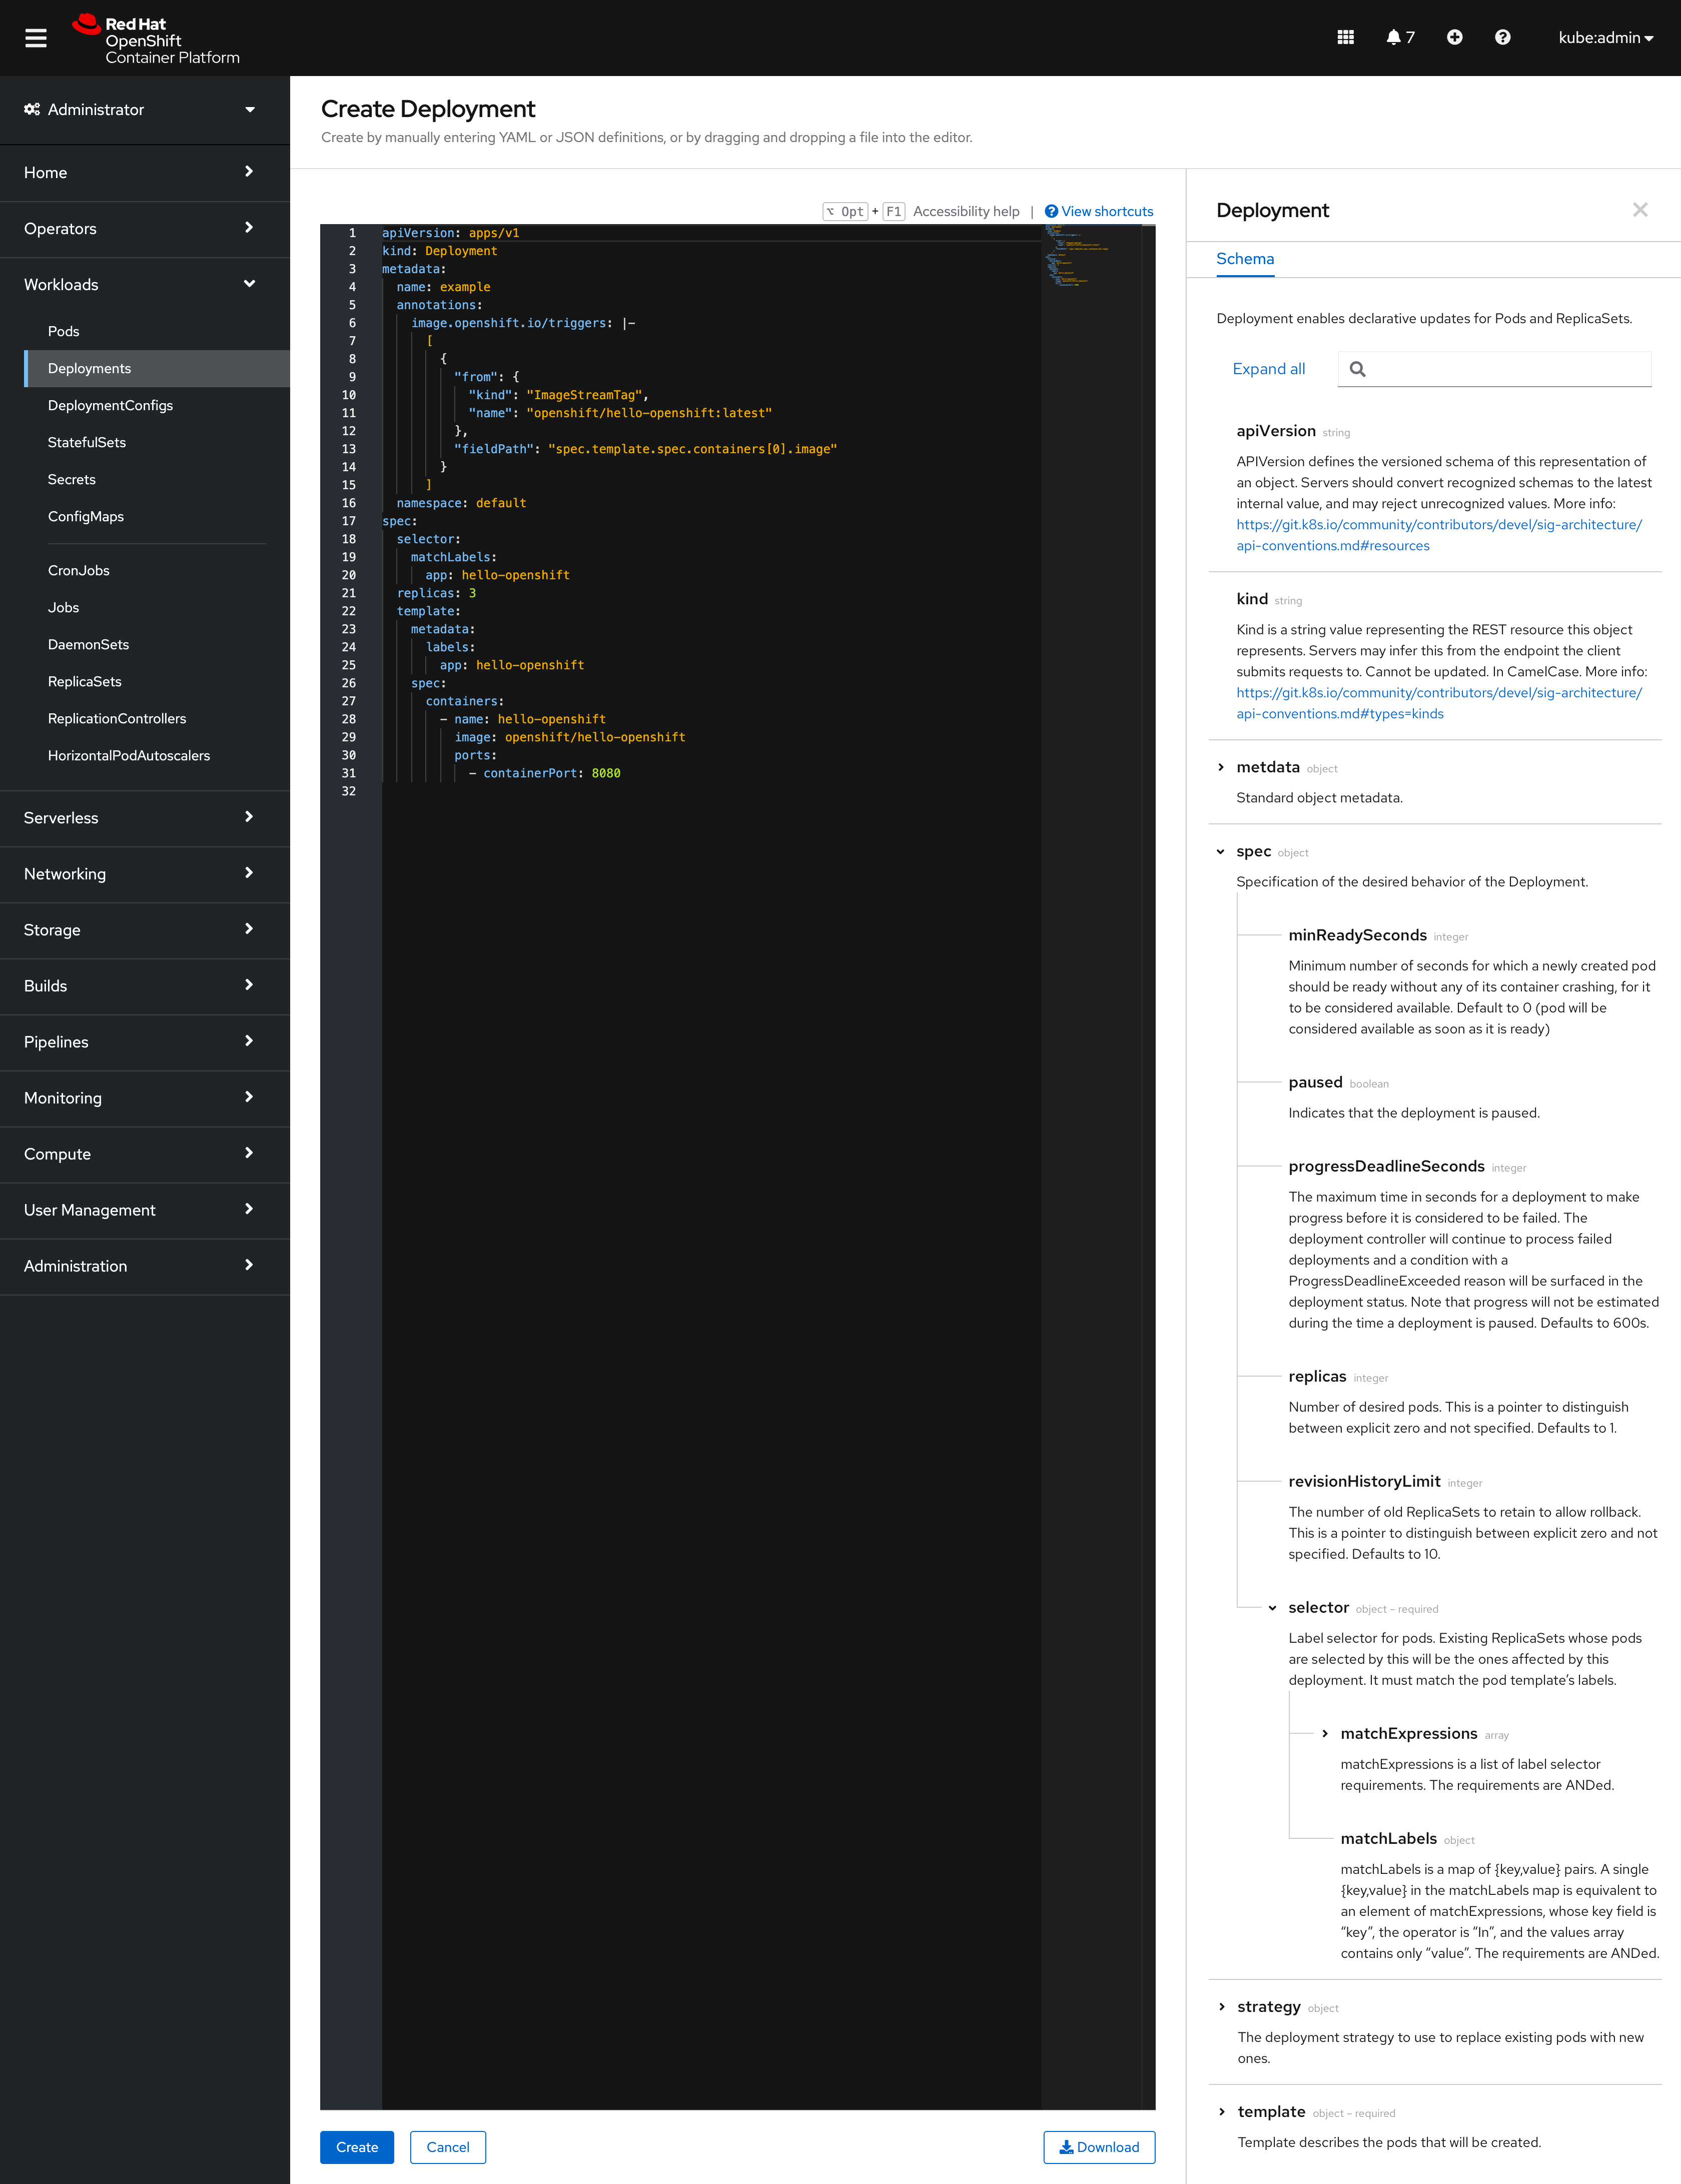 Red Hat
OpenShift
Container Platform
7
kube:admin
Administrator
Home
Operators
Workloads
Pods
Deployments
DeploymentConfigs
StatefulSets
Secrets
ConfigMaps
CronJobs
Jobs
DaemonSets
ReplicaSets
ReplicationControllers
HorizontalPodAutoscalers
Serverless
Networking
Storage
Builds
Pipelines
Monitoring
Compute
User Management
Administration
Create Deployment
Create by manually entering YAML or JSON definitions, or by dragging and dropping a file into the editor.
⌥ Opt + F1 Accessibility help | View shortcuts
1 apiVersion: apps/v1
2 kind: Deployment
3 metadata:
4 name: example
5 annotations:
6 image.openshift.io/triggers: |-
7 [
8 {
9 "from": {
10 "kind": "ImageStreamTag",
11 "name": "openshift/hello-openshift:latest"
12 },
13 "fieldPath": "spec.template.spec.containers[0].image"
14 }
15 ]
16 namespace: default
17 spec:
18 selector:
19 matchLabels:
20 app: hello-openshift
21 replicas: 3
22 template:
23 metadata:
24 labels:
25 app: hello-openshift
26 spec:
27 containers:
28 - name: hello-openshift
29 image: openshift/hello-openshift
30 ports:
31 - containerPort: 8080
32
Create
Cancel
Download
Deployment
Schema
Deployment enables declarative updates for Pods and ReplicaSets.
Expand all
apiVersion string
APIVersion defines the versioned schema of this representation of
an object. Servers should convert recognized schemas to the latest
internal value, and may reject unrecognized values. More info:
https://git.k8s.io/community/contributors/devel/sig-architecture/
api-conventions.md#resources
kind string
Kind is a string value representing the REST resource this object
represents. Servers may infer this from the endpoint the client
submits requests to. Cannot be updated. In CamelCase. More info:
https://git.k8s.io/community/contributors/devel/sig-architecture/
api-conventions.md#types=kinds
metdata object
Standard object metadata.
spec object
Specification of the desired behavior of the Deployment.
minReadySeconds integer
Minimum number of seconds for which a newly created pod
should be ready without any of its container crashing, for it
to be considered available. Default to 0 (pod will be
considered available as soon as it is ready)
paused boolean
Indicates that the deployment is paused.
progressDeadlineSeconds integer
The maximum time in seconds for a deployment to make
progress before it is considered to be failed. The
deployment controller will continue to process failed
deployments and a condition with a
ProgressDeadlineExceeded reason will be surfaced in the
deployment status. Note that progress will not be estimated
during the time a deployment is paused. Defaults to 600s.
replicas integer
Number of desired pods. This is a pointer to distinguish
between explicit zero and not specified. Defaults to 1.
revisionHistoryLimit integer
The number of old ReplicaSets to retain to allow rollback.
This is a pointer to distinguish between explicit zero and not
specified. Defaults to 10.
selector object – required
Label selector for pods. Existing ReplicaSets whose pods
are selected by this will be the ones affected by this
deployment. It must match the pod template’s labels.
matchExpressions array
matchExpressions is a list of label selector
requirements. The requirements are ANDed.
matchLabels object
matchLabels is a map of {key,value} pairs. A single
{key,value} in the matchLabels map is equivalent to
an element of matchExpressions, whose key field is
“key”, the operator is “In”, and the values array
contains only “value”. The requirements are ANDed.
strategy object
The deployment strategy to use to replace existing pods with new
ones.
template object – required
Template describes the pods that will be created.